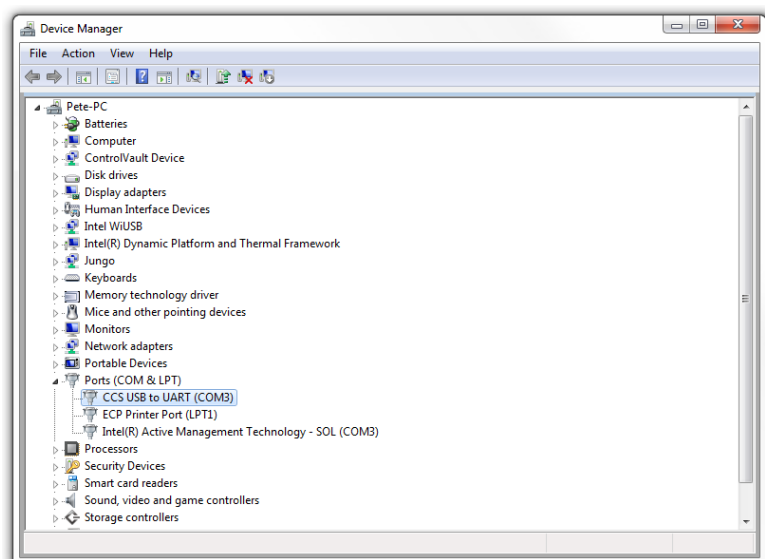 Device Manager
File Action View Help
Pete-PC
Batteries
Computer
ControlVault Device
Disk drives
Display adapters
Human Interface Devices
Intel WiUSB
Intel(R) Dynamic Platform and Thermal Framework
Jungo
Keyboards
Memory technology driver
Mice and other pointing devices
Monitors
Network adapters
Portable Devices
Ports (COM & LPT)
CCS USB to UART (COM3)
ECP Printer Port (LPT1)
Intel(R) Active Management Technology - SOL (COM3)
Processors
Security Devices
Smart card readers
Sound, video and game controllers
Storage controllers